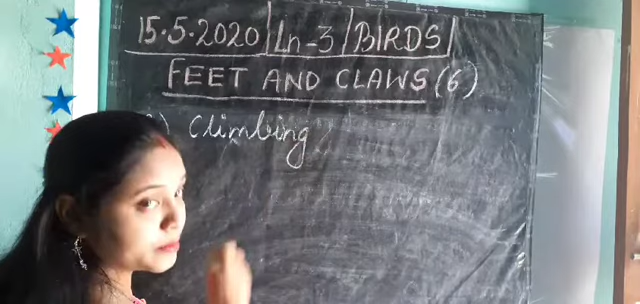 15.5.2020 | Ln-3 | BIRDS |
FEET AND CLAWS (6)
) Climbing